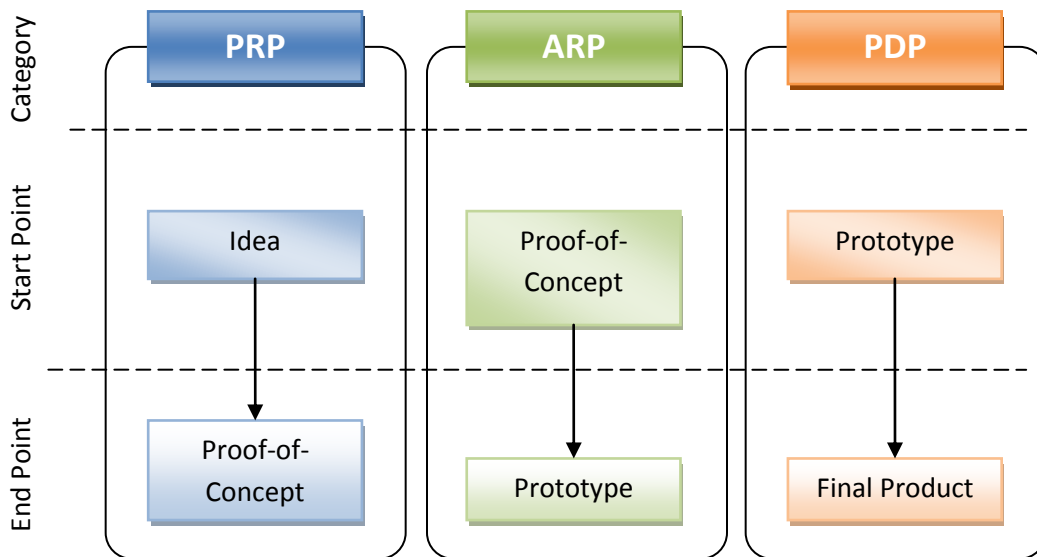 Category
PRP
ARP
PDP
Start Point
Idea
Proof-of-
Concept
Prototype
End Point
Proof-of-
Concept
Prototype
Final Product